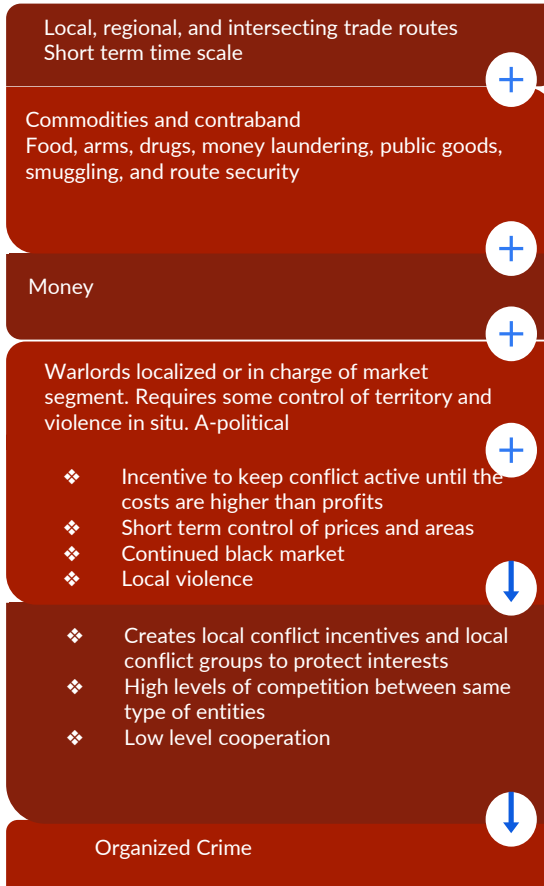 Local, regional, and intersecting trade routes
Short term time scale
+
Commodities and contraband
Food, arms, drugs, money laundering, public goods,
smuggling, and route security
+
Money
+
Warlords localized or in charge of market
segment. Requires some control of territory and
violence in situ. A-political
+
❖ Incentive to keep conflict active until the
costs are higher than profits
❖ Short term control of prices and areas
❖ Continued black market
❖ Local violence
❖ Creates local conflict incentives and local
conflict groups to protect interests
❖ High levels of competition between same
type of entities
❖ Low level cooperation
Organized Crime